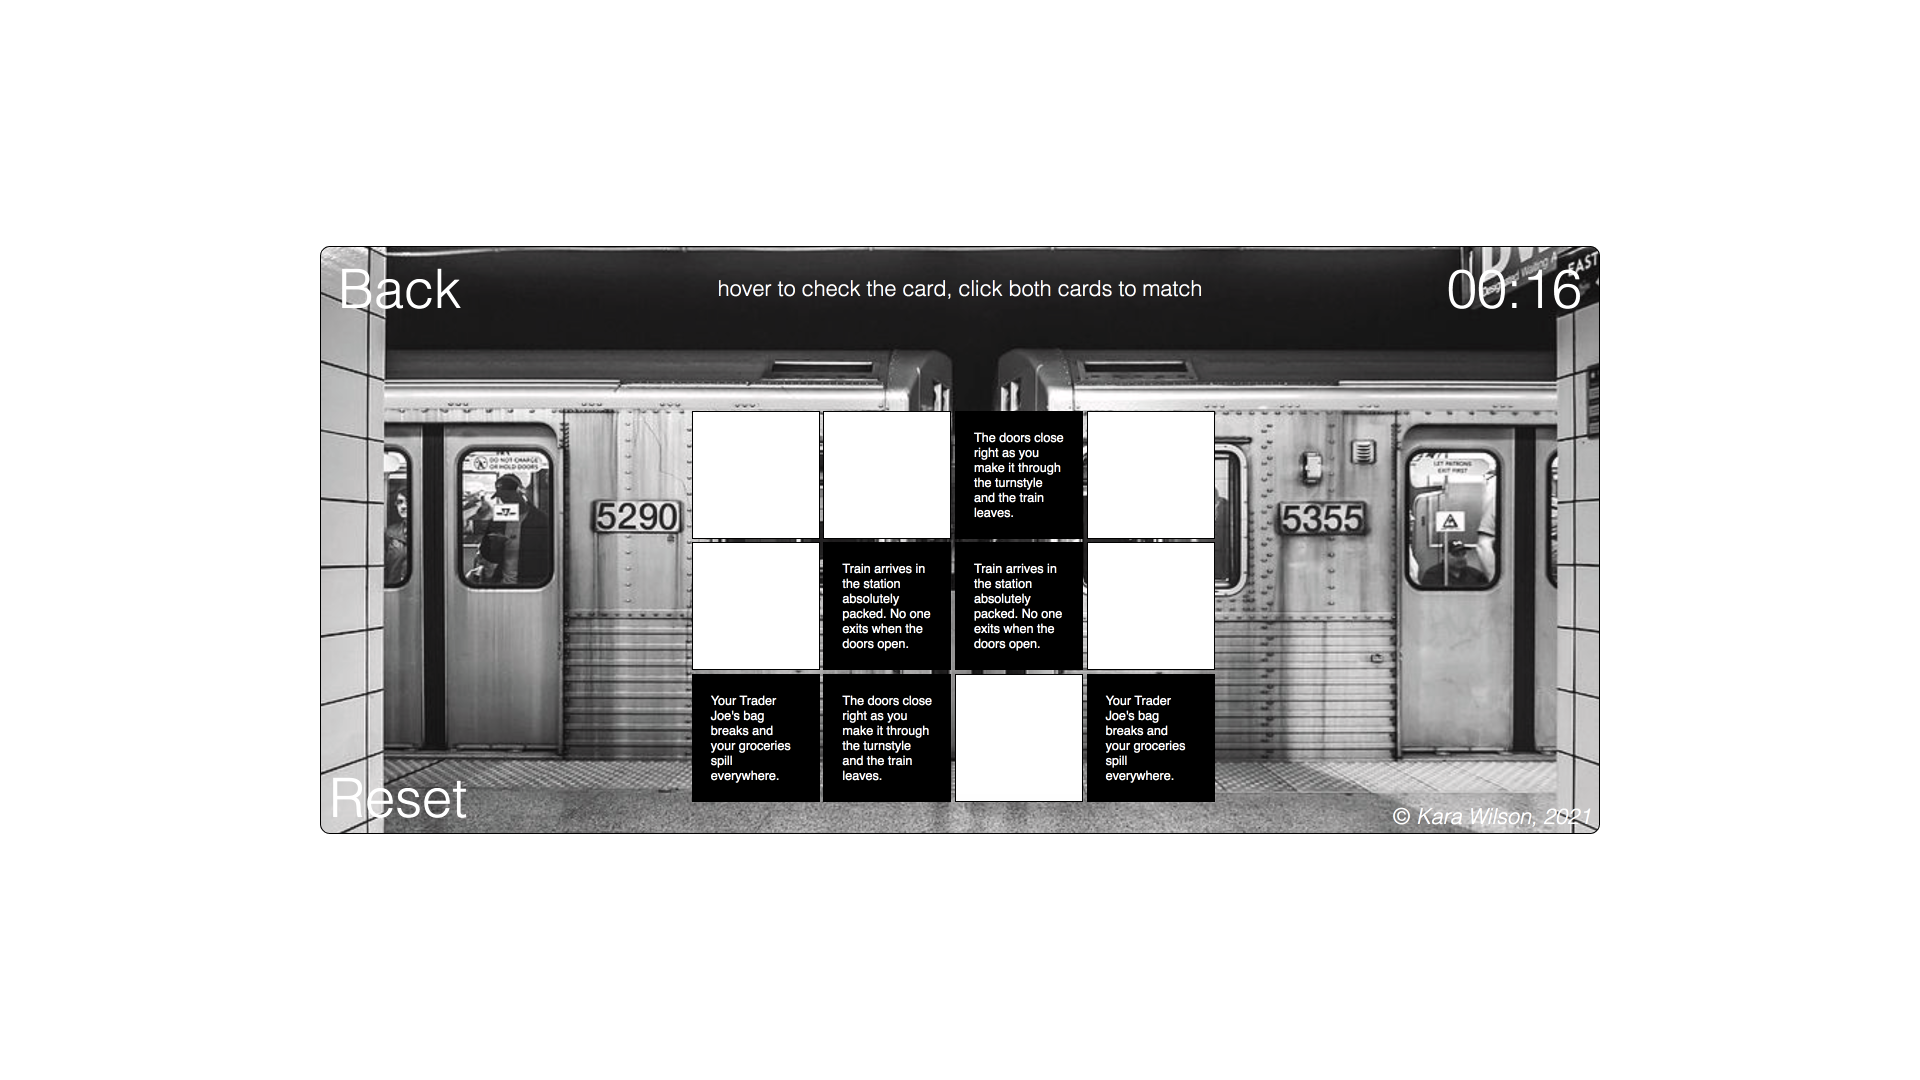 Back
hover to check the card, click both cards to match
00:16
EAST
DO NOT CHARGE
OR HOLD DOORS
LET PATRONS
EXIT FIRST
5290
5355
The doors close
right as you
make it through
the turnstyle
and the train
leaves.
Train arrives in
the station
absolutely
packed. No one
exits when the
doors open.
Train arrives in
the station
absolutely
packed. No one
exits when the
doors open.
Your Trader
Joe's bag
breaks and
your groceries
spill
everywhere.
The doors close
right as you
make it through
the turnstyle
and the train
leaves.
Your Trader
Joe's bag
breaks and
your groceries
spill
everywhere.
Reset
© Kara Wilson, 2021